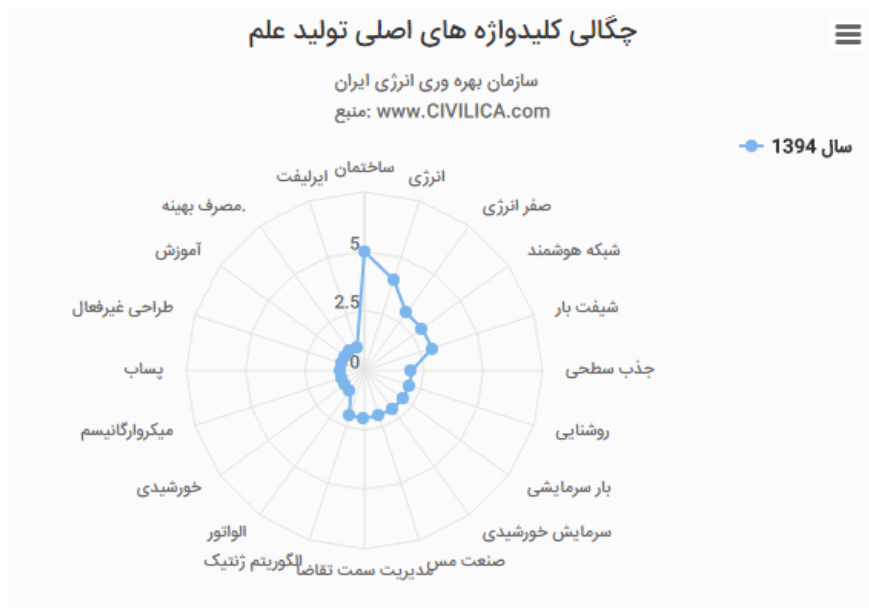 چگالی کلیدواژه های اصلی تولید علم
سازمان بهره وری انرژی ایران
منبع: www.CIVILICA.com
سال 1394
ساختمان
انرژی
صفر انرژی
شبکه هوشمند
شیفت بار
جذب سطحی
روشنایی
بار سرمایشی
سرمایش خورشیدی
صنعت مس
مدیریت سمت تقاضا
الگوریتم ژنتیک
الواتور
خورشیدی
میکروارگانیسم
پساب
طراحی غیرفعال
آموزش
مصرف بهینه.
ایرلیفت
5
2.5
0